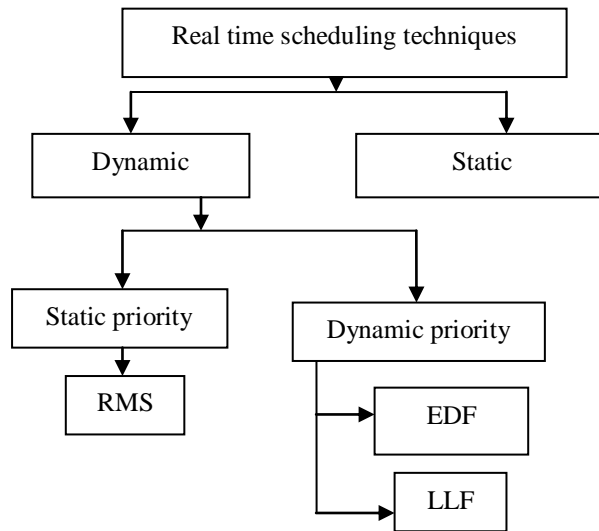 Real time scheduling techniques
Dynamic
Static
Static priority
Dynamic priority
RMS
EDF
LLF